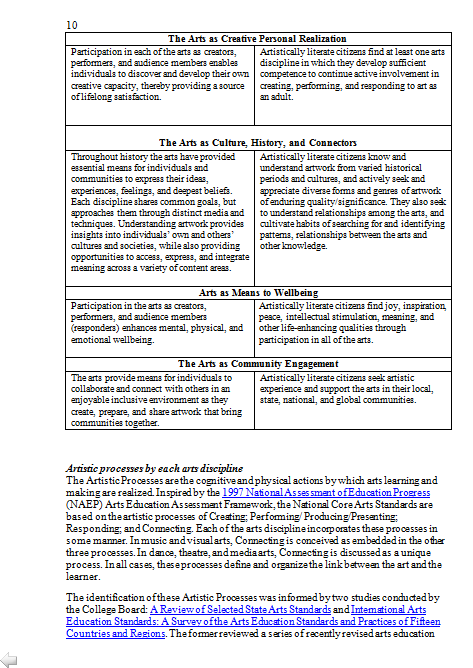 10
The Arts as Creative Personal Realization
Participation in each of the arts as creators,
performers, and audience members enables
individuals to discover and develop their own
creative capacity, thereby providing a source
of lifelong satisfaction.
Artistically literate citizens find at least one arts
discipline in which they develop sufficient
competence to continue active involvement in
creating, performing, and responding to art as
an adult.
The Arts as Culture, History, and Connectors
Throughout history the arts have provided
essential means for individuals and
communities to express their ideas,
experiences, feelings, and deepest beliefs.
Each discipline shares common goals, but
approaches them through distinct media and
techniques. Understanding artwork provides
insights into individuals' own and others'
cultures and societies, while also providing
opportunities to access, express, and integrate
meaning across a variety of content areas.
Artistically literate citizens know and
understand artwork from varied historical
periods and cultures, and actively seek and
appreciate diverse forms and genres of artwork
of enduring quality/significance. They also seek
to understand relationships among the arts, and
cultivate habits of searching for and identifying
patterns, relationships between the arts and
other knowledge.
Arts as Means to Wellbeing
Participation in the arts as creators,
performers, and audience members
(responders) enhances mental, physical, and
emotional wellbeing.
Artistically literate citizens find joy, inspiration,
peace, intellectual stimulation, meaning, and
other life-enhancing qualities through
participation in all of the arts.
The Arts as Community Engagement
The arts provide means for individuals to
collaborate and connect with others in an
enjoyable inclusive environment as they
create, prepare, and share artwork that bring
communities together.
Artistically literate citizens seek artistic
experience and support the arts in their local,
state, national, and global communities.
Artistic processes by each arts discipline
The Artistic Processes are the cognitive and physical actions by which arts learning and
making are realized. Inspired by the 1997 National Assessment of Education Progress
(NAEP) Arts Education Assessment Framework, the National Core Arts Standards are
based on the artistic processes of Creating; Performing/ Producing/Presenting;
Responding; and Connecting. Each of the arts discipline incorporates these processes in
some manner. In music and visual arts, Connecting is conceived as embedded in the other
three processes. In dance, theatre, and media arts, Connecting is discussed as a unique
process. In all cases, these processes define and organize the link between the art and the
learner.
The identification of these Artistic Processes was informed by two studies conducted by
the College Board: A Review of Selected State Arts Standards and International Arts
Education Standards: A Survey of the Arts Education Standards and Practices of Fifteen
Countries and Regions. The former reviewed a series of recently revised arts education